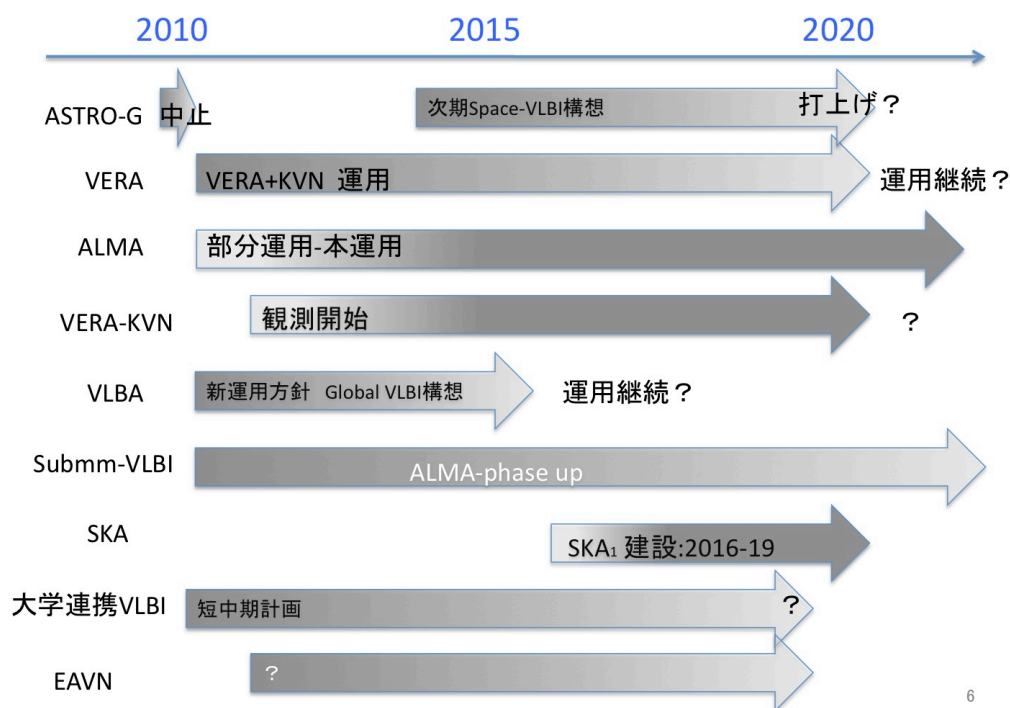 2010 2015 2020
ASTRO-G 中止 次期Space-VLBI構想 打上げ？
VERA VERA+KVN 運用 運用継続？
ALMA 部分運用-本運用
VERA-KVN 観測開始 ？
VLBA 新運用方針 Global VLBI構想 運用継続？
Submm-VLBI ALMA-phase up
SKA SKA₁ 建設:2016-19
大学連携VLBI 短中期計画 ？
EAVN ？
6